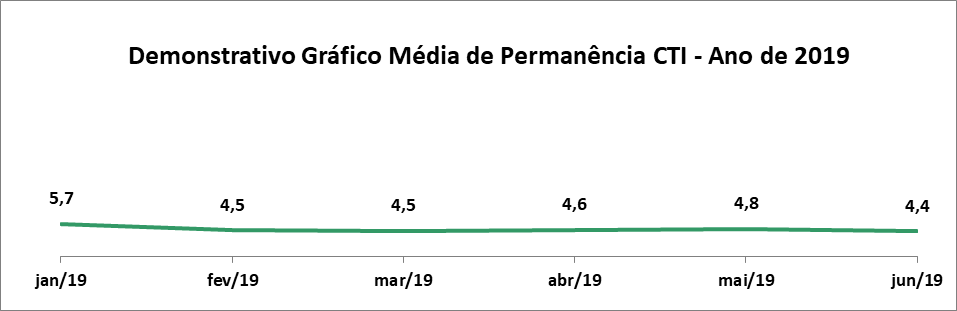 Demonstrativo Gráfico Média de Permanência CTI - Ano de 2019
5,7 4,5 4,5 4,6 4,8 4,4
jan/19 fev/19 mar/19 abr/19 mai/19 jun/19